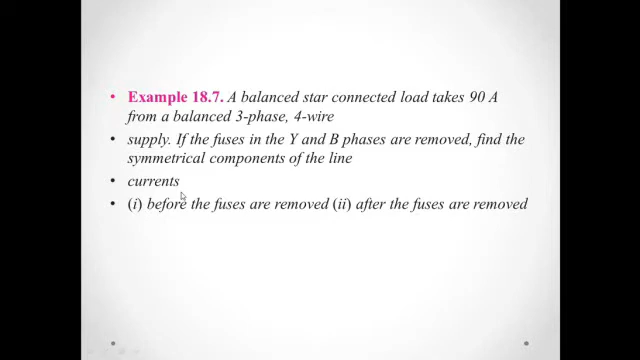 Example 18.7. A balanced star connected load takes 90 A
from a balanced 3-phase, 4-wire
supply. If the fuses in the Y and B phases are removed, find the
symmetrical components of the line
currents
(i) before the fuses are removed (ii) after the fuses are removed